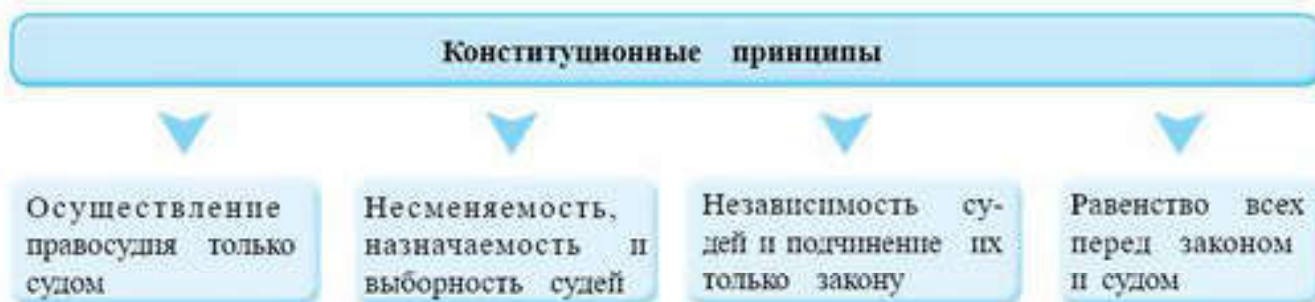 Конституционные принципы
Осуществление
правосудия только
судом
Несменяемость,
назначаемость и
выборность судей
Независимость су-
дей и подчинение их
только закону
Равенство всех
перед законом
и судом